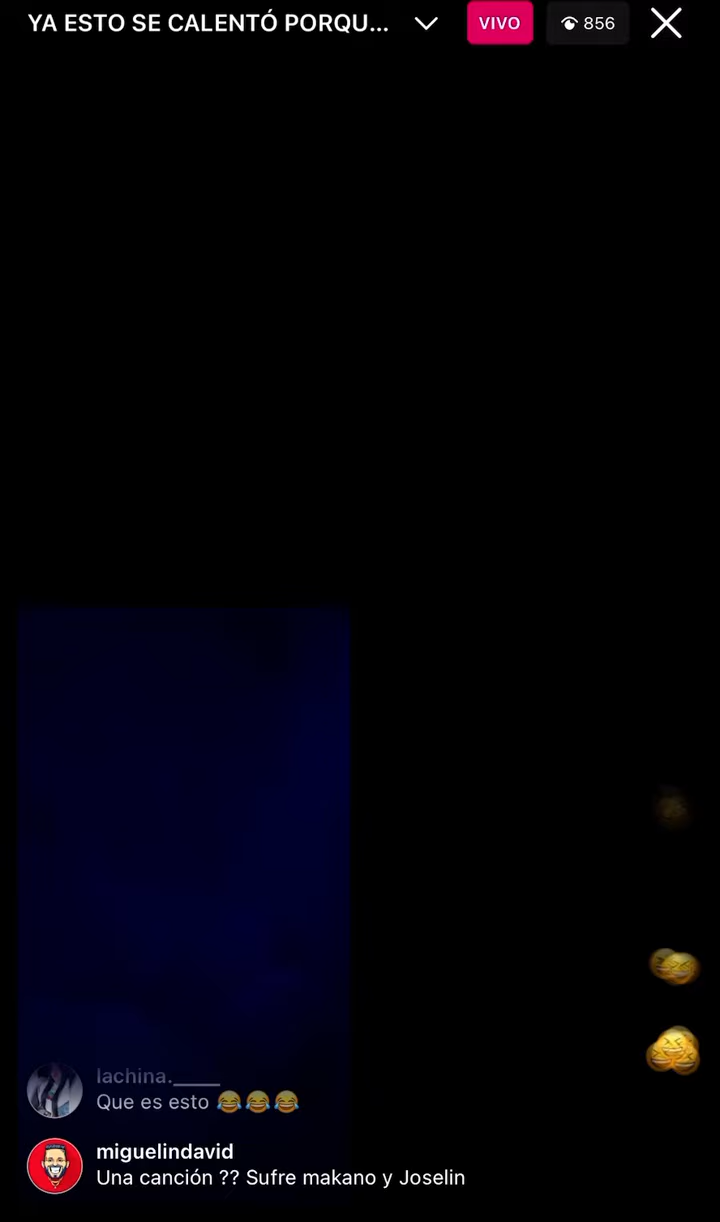 YA ESTO SE CALENTÓ PORQU...
VIVO
856
lachina._____
Que es esto 😂😂😂
miguelindavid
Una canción ?? Sufre makano y Joselin